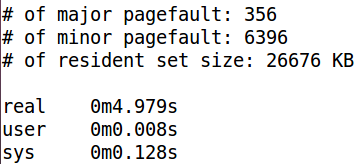 # of major pagefault: 356
# of minor pagefault: 6396
# of resident set size: 26676 KB
real 0m4.979s
user 0m0.008s
sys 0m0.128s